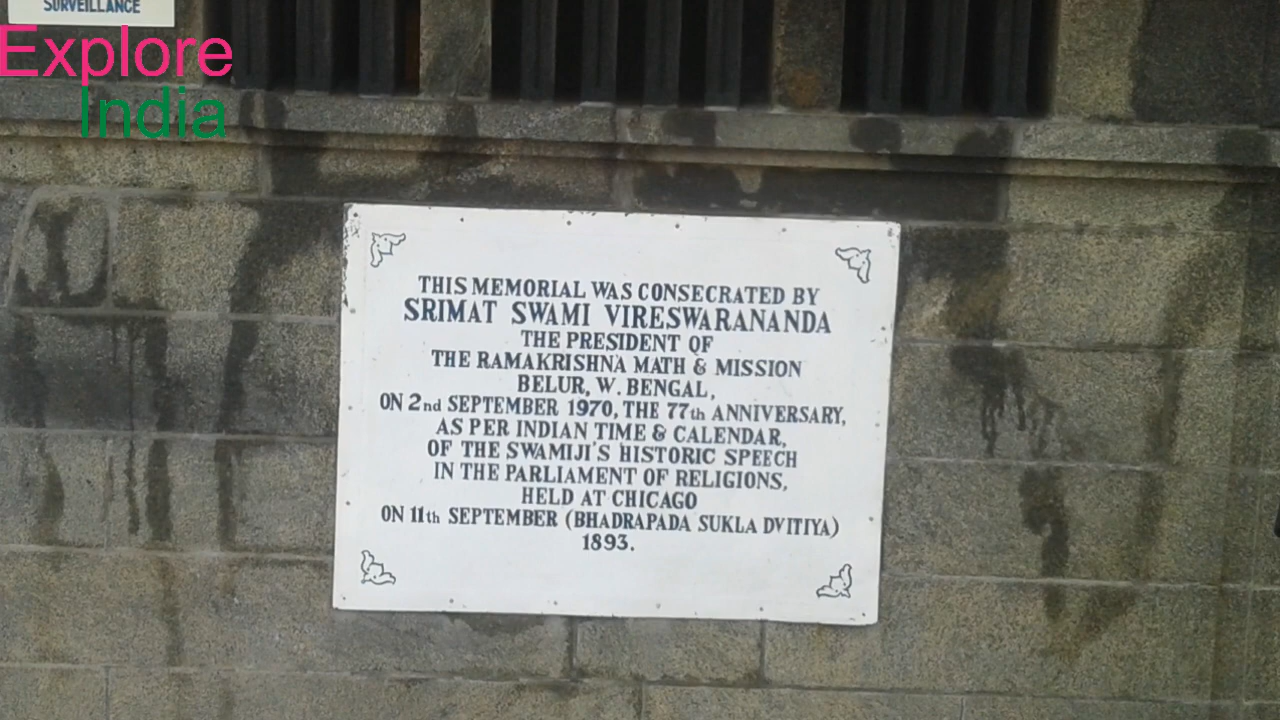 SURVEILLANCE
Explore
India
THIS MEMORIAL WAS CONSECRATED BY
SRIMAT SWAMI VIRESWARANANDA
THE PRESIDENT OF
THE RAMAKRISHNA MATH & MISSION
BELUR, W. BENGAL,
ON 2nd SEPTEMBER 1970, THE 77th ANNIVERSARY,
AS PER INDIAN TIME & CALENDAR,
OF THE SWAMIJI'S HISTORIC SPEECH
IN THE PARLIAMENT OF RELIGIONS,
HELD AT CHICAGO
ON 11th SEPTEMBER (BHADRAPADA SUKLA DVITIYA)
1893.